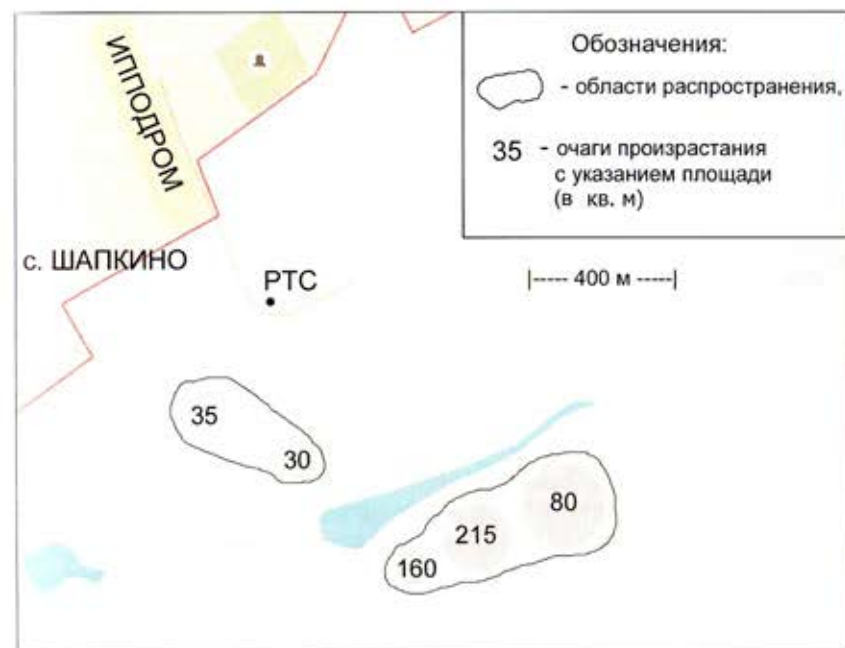 ИППОДРОМ
Обозначения:
- области распространения,
35 - очаги произрастания
с указанием площади
(в кв. м)
с. ШАПКИНО
РТС
|----- 400 м -----|
35
30
80
215
160